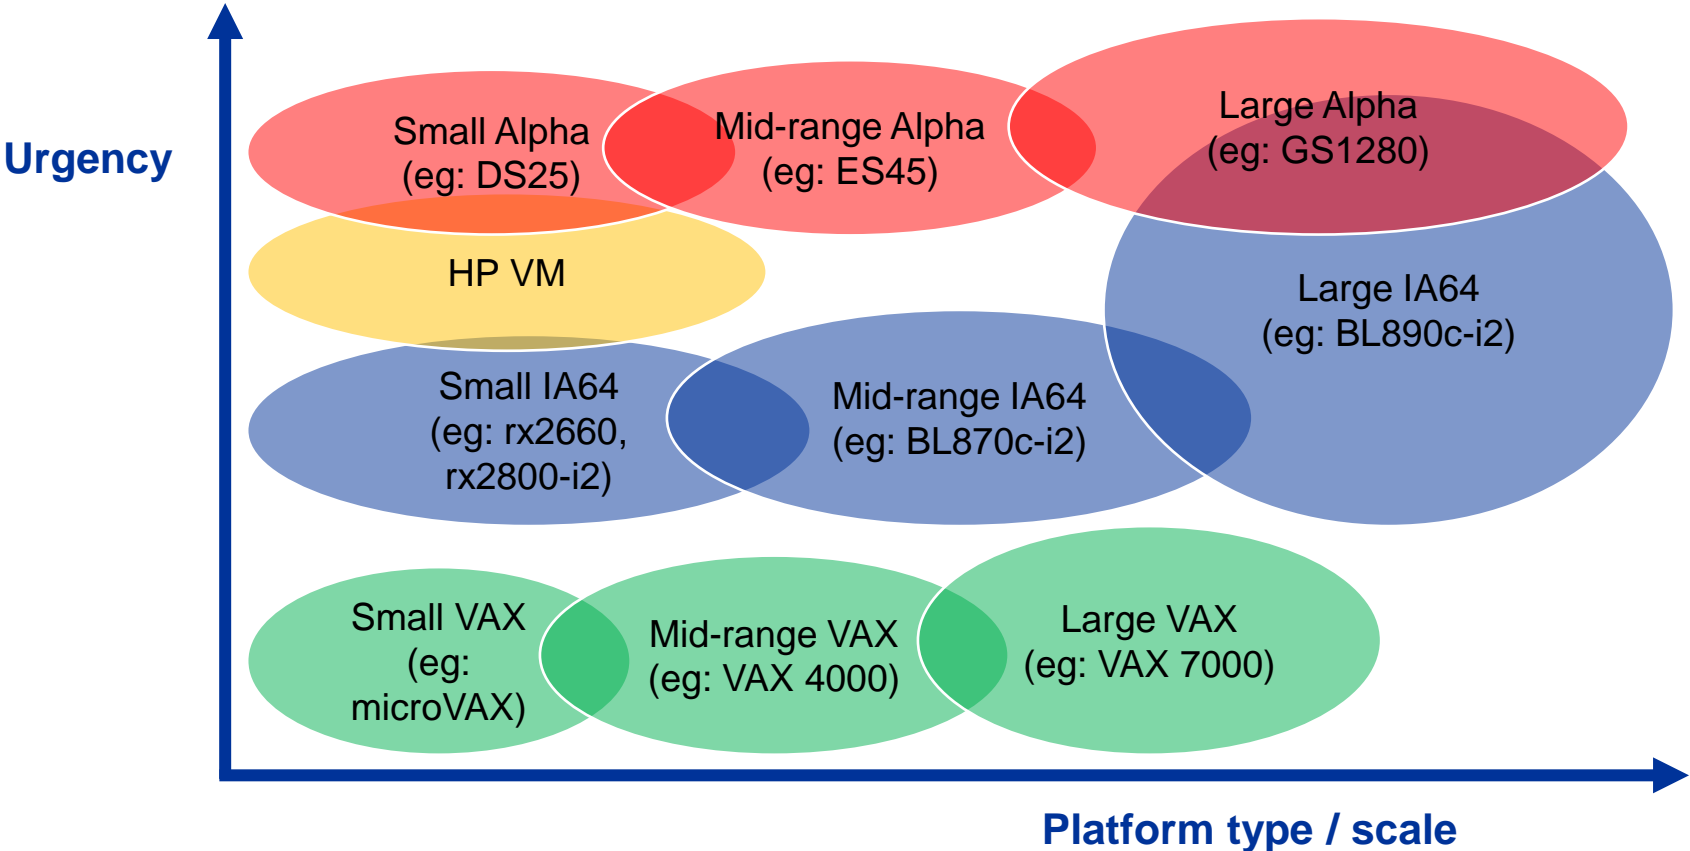 Urgency
Small Alpha
(eg: DS25)
Mid-range Alpha
(eg: ES45)
Large Alpha
(eg: GS1280)
HP VM
Large IA64
(eg: BL890c-i2)
Small IA64
(eg: rx2660,
rx2800-i2)
Mid-range IA64
(eg: BL870c-i2)
Small VAX
(eg:
microVAX)
Mid-range VAX
(eg: VAX 4000)
Large VAX
(eg: VAX 7000)
Platform type / scale